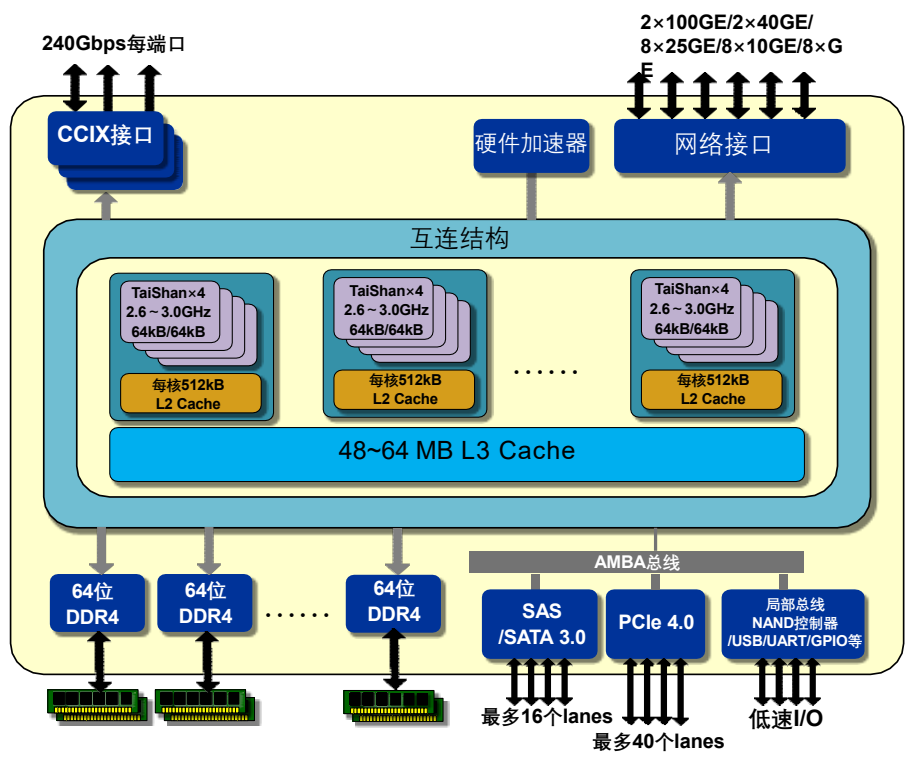 240Gbps每端口
2×100GE/2×40GE/
8×25GE/8×10GE/8×G
E
CCIX接口
硬件加速器
网络接口
互连结构
TaiShan×4
2.6~3.0GHz
64kB/64kB
每核512kB
L2 Cache
TaiShan×4
2.6~3.0GHz
64kB/64kB
每核512kB
L2 Cache
......
TaiShan×4
2.6~3.0GHz
64kB/64kB
每核512kB
L2 Cache
48~64 MB L3 Cache
AMBA总线
64位
DDR4
64位
DDR4
......
64位
DDR4
SAS
/SATA 3.0
PCIe 4.0
局部总线
NAND控制器
/USB/UART/GPIO等
最多16个lanes
最多40个lanes
低速I/O